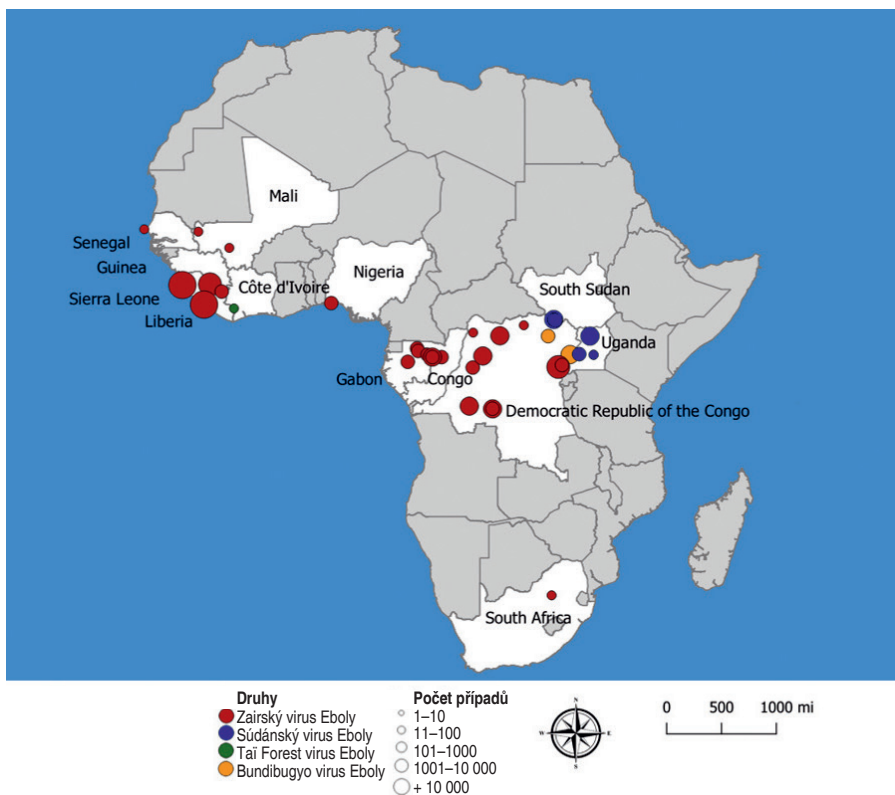 Mali
Senegal
Guinea
Nigeria
Côte d'Ivoire
Sierra Leone
Liberia
South Sudan
Uganda
Gabon
Congo
Democratic Republic of the Congo
South Africa
Druhy
Zairský virus Eboly
Súdánský virus Eboly
Taï Forest virus Eboly
Bundibugyo virus Eboly
Počet případů
1–10
11–100
101–1000
1001–10 000
+ 10 000
N
W
E
S
0 500 1000 mi